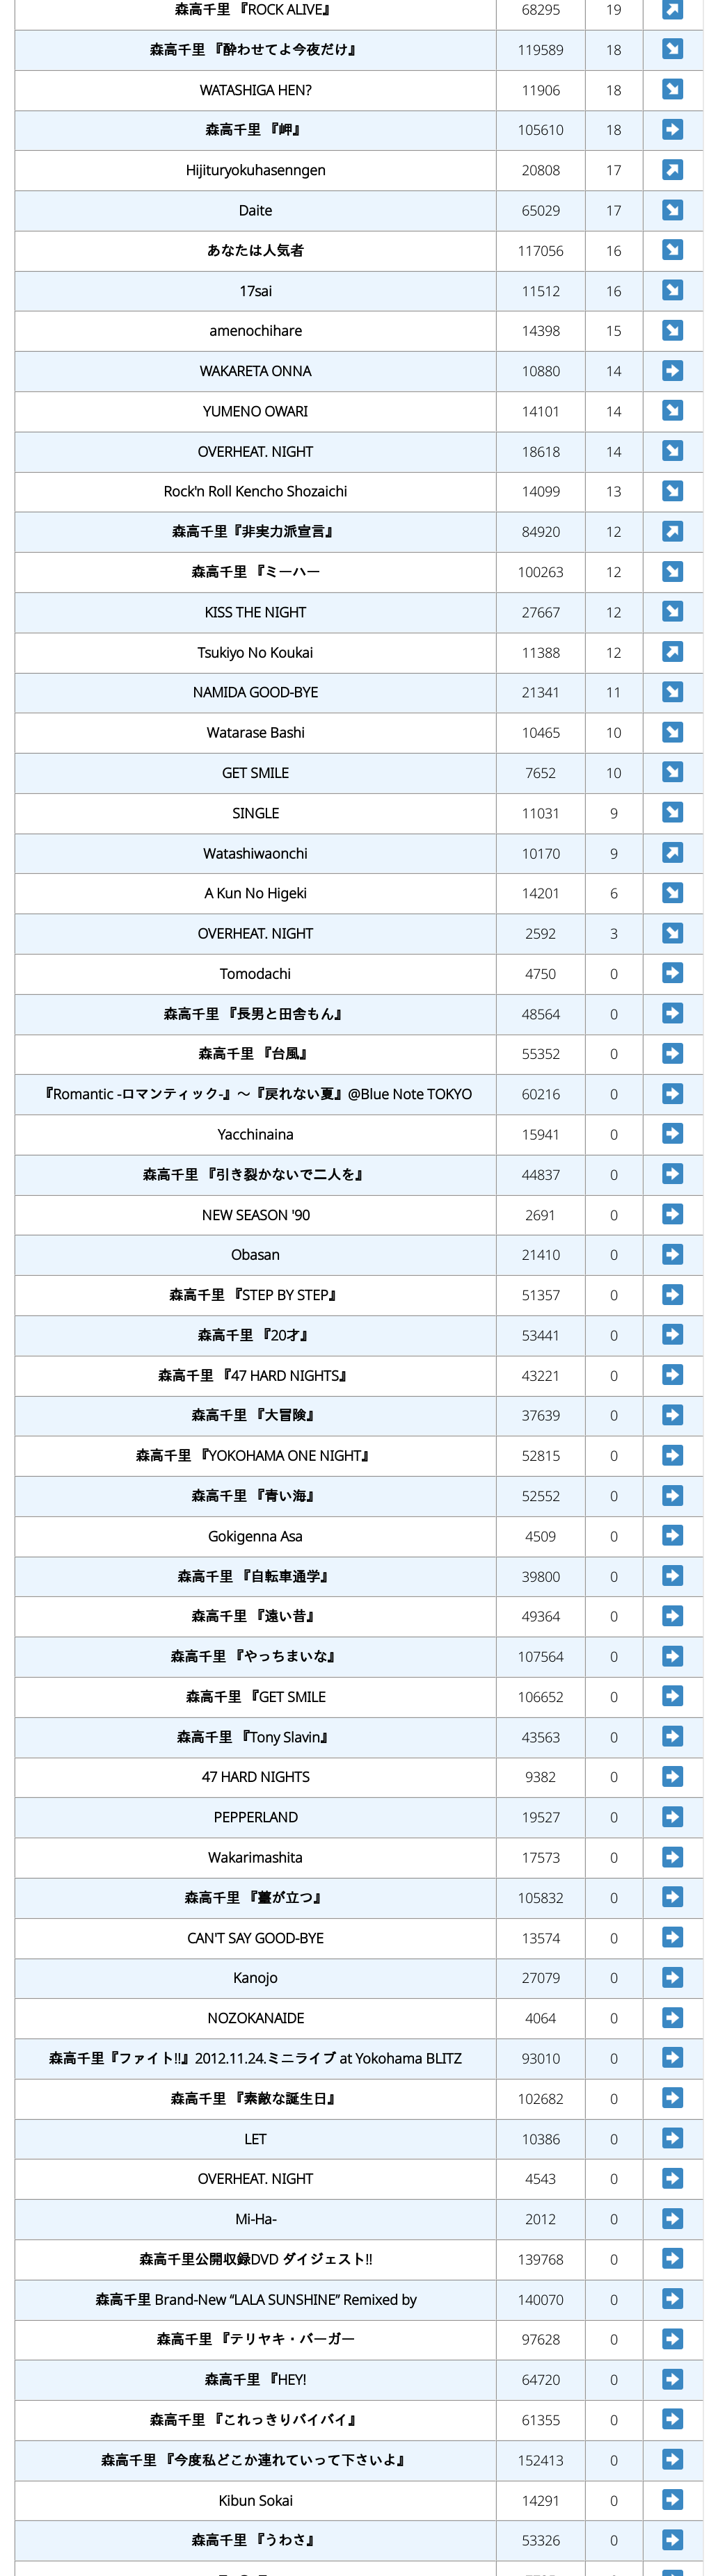 森高千里 『ROCK ALIVE』 68295 19
森高千里 『酔わせてよ今夜だけ』 119589 18
WATASHIGA HEN? 11906 18
森高千里 『岬』 105610 18
Hijituryokuhasenngen 20808 17
Daite 65029 17
あなたは人気者 117056 16
17sai 11512 16
amenochihare 14398 15
WAKARETA ONNA 10880 14
YUMENO OWARI 14101 14
OVERHEAT. NIGHT 18618 14
Rock'n Roll Kencho Shozaichi 14099 13
森高千里『非実力派宣言』 84920 12
森高千里 『ミーハー 100263 12
KISS THE NIGHT 27667 12
Tsukiyo No Koukai 11388 12
NAMIDA GOOD-BYE 21341 11
Watarase Bashi 10465 10
GET SMILE 7652 10
SINGLE 11031 9
Watashiwaonchi 10170 9
A Kun No Higeki 14201 6
OVERHEAT. NIGHT 2592 3
Tomodachi 4750 0
森高千里 『長男と田舎もん』 48564 0
森高千里 『台風』 55352 0
『Romantic -ロマンティック-』～『戻れない夏』@Blue Note TOKYO 60216 0
Yacchinaina 15941 0
森高千里 『引き裂かないで二人を』 44837 0
NEW SEASON '90 2691 0
Obasan 21410 0
森高千里 『STEP BY STEP』 51357 0
森高千里 『20才』 53441 0
森高千里 『47 HARD NIGHTS』 43221 0
森高千里 『大冒険』 37639 0
森高千里 『YOKOHAMA ONE NIGHT』 52815 0
森高千里 『青い海』 52552 0
Gokigenna Asa 4509 0
森高千里 『自転車通学』 39800 0
森高千里 『遠い昔』 49364 0
森高千里 『やっちまいな』 107564 0
森高千里 『GET SMILE 106652 0
森高千里 『Tony Slavin』 43563 0
47 HARD NIGHTS 9382 0
PEPPERLAND 19527 0
Wakarimashita 17573 0
森高千里 『薹が立つ』 105832 0
CAN'T SAY GOOD-BYE 13574 0
Kanojo 27079 0
NOZOKANAIDE 4064 0
森高千里『ファイト!!』2012.11.24.ミニライブ at Yokohama BLITZ 93010 0
森高千里 『素敵な誕生日』 102682 0
LET 10386 0
OVERHEAT. NIGHT 4543 0
Mi-Ha- 2012 0
森高千里公開収録DVD ダイジェスト!! 139768 0
森高千里 Brand-New “LALA SUNSHINE” Remixed by 140070 0
森高千里 『テリヤキ・バーガー 97628 0
森高千里 『HEY! 64720 0
森高千里 『これっきりバイバイ』 61355 0
森高千里 『今度私どこか連れていって下さいよ』 152413 0
Kibun Sokai 14291 0
森高千里 『うわさ』 53326 0